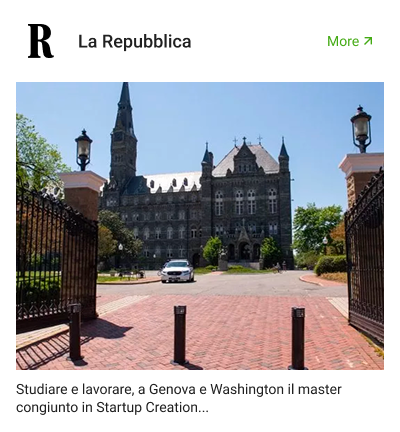 R
La Repubblica
More
Studiare e lavorare, a Genova e Washington il master
congiunto in Startup Creation...